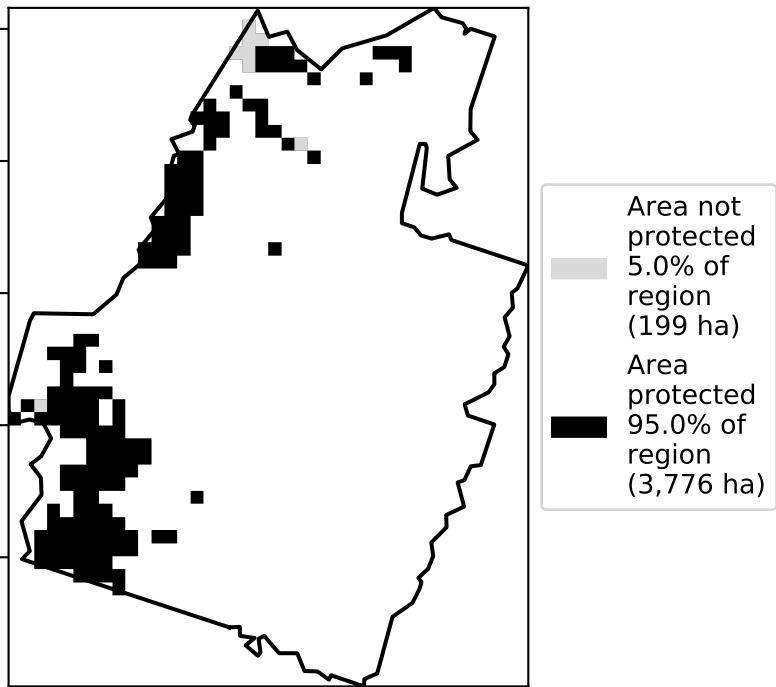 Area not
protected
5.0% of
region
(199 ha)
Area
protected
95.0% of
region
(3,776 ha)